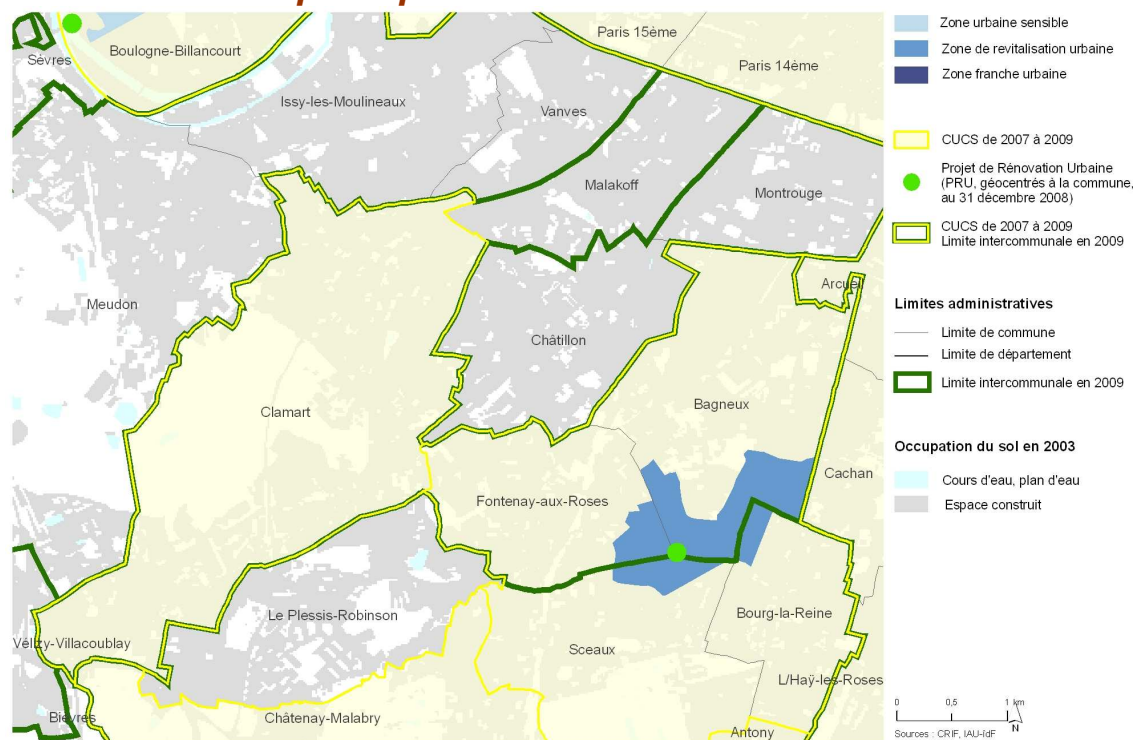 Paris 15ème
Boulogne-Billancourt
Sèvres
Paris 14ème
Issy-les-Moulineaux
Vanves
Malakoff
Montrouge
Meudon
Arcueil
Châtillon
Clamart
Bagneux
Cachan
Fontenay-aux-Roses
Le Plessis-Robinson
Bourg-la-Reine
Vélizy-Villacoublay
Sceaux
L'Haÿ-les-Roses
Bièvres
Châtenay-Malabry
Antony
Zone urbaine sensible
Zone de revitalisation urbaine
Zone franche urbaine
CUCS de 2007 à 2009
Projet de Rénovation Urbaine
(PRU, géocentrés à la commune,
au 31 décembre 2008)
CUCS de 2007 à 2009
Limite intercommunale en 2009
Limites administratives
Limite de commune
Limite de département
Limite intercommunale en 2009
Occupation du sol en 2003
Cours d'eau, plan d'eau
Espace construit
0 0,5 1 km
N
Sources : CRIF, IAU-îdF